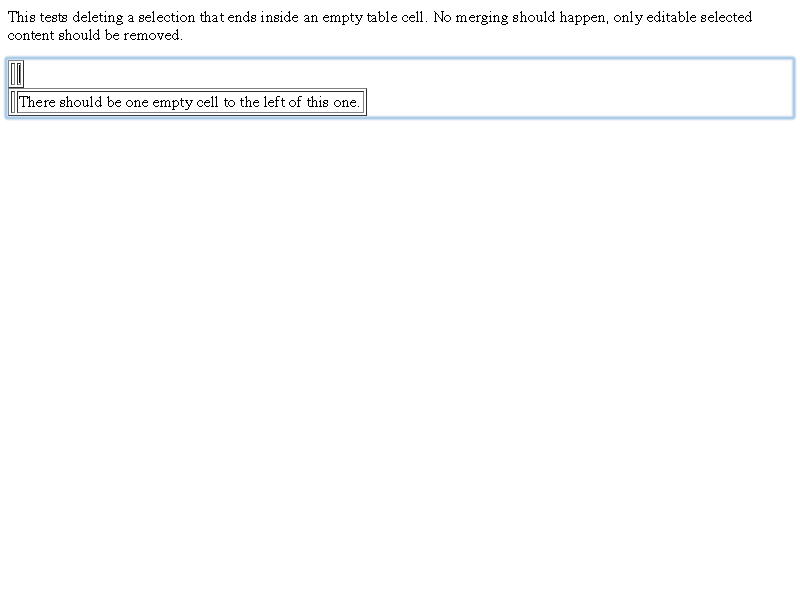 This tests deleting a selection that ends inside an empty table cell. No merging should happen, only editable selected
content should be removed.
There should be one empty cell to the left of this one.